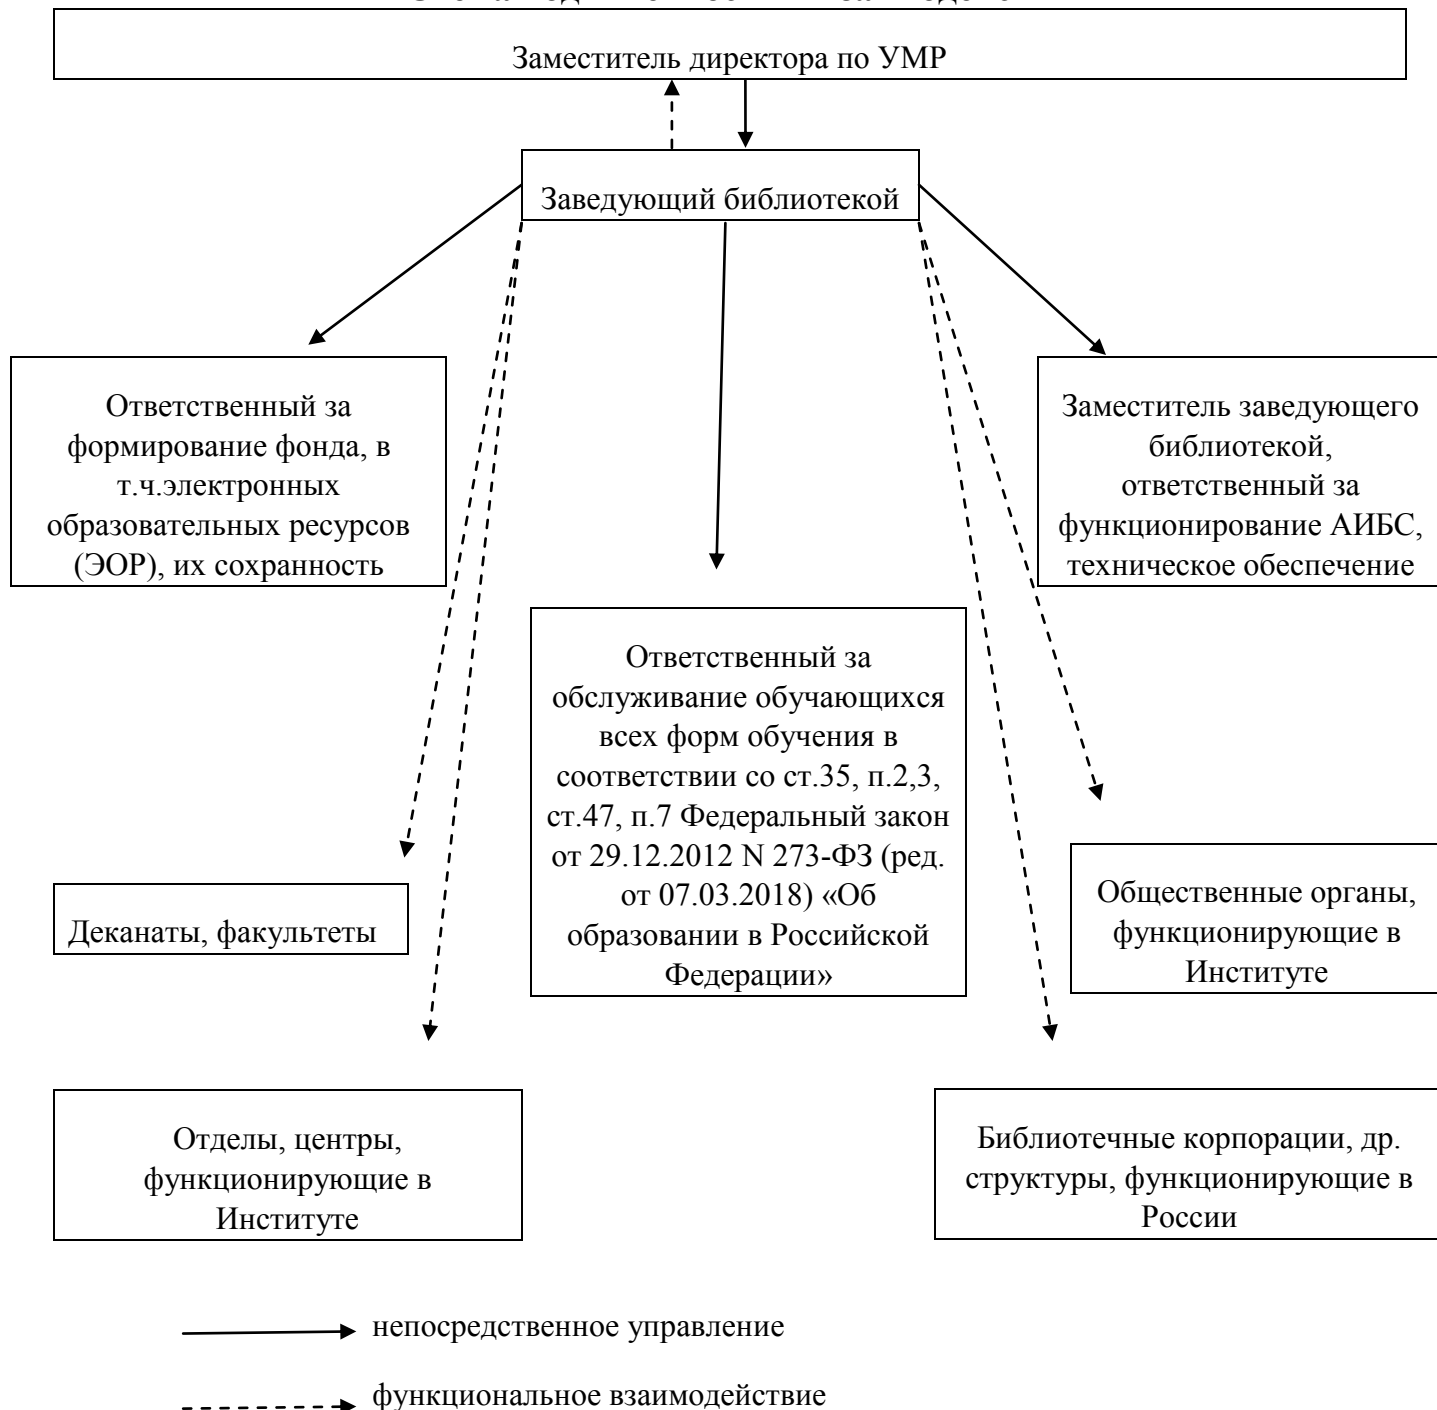 Заместитель директора по УМР
Заведующий библиотекой
Ответственный за
формирование фонда, в
т.ч.электронных
образовательных ресурсов
(ЭОР), их сохранность
Заместитель заведующего
библиотекой,
ответственный за
функционирование АИБС,
техническое обеспечение
Ответственный за
обслуживание обучающихся
всех форм обучения в
соответствии со ст.35, п.2,3,
ст.47, п.7 Федеральный закон
от 29.12.2012 N 273-ФЗ (ред.
от 07.03.2018) «Об
образовании в Российской
Федерации»
Деканаты, факультеты
Общественные органы,
функционирующие в
Институте
Отделы, центры,
функционирующие в
Институте
Библиотечные корпорации, др.
структуры, функционирующие в
России
непосредственное управление
функциональное взаимодействие